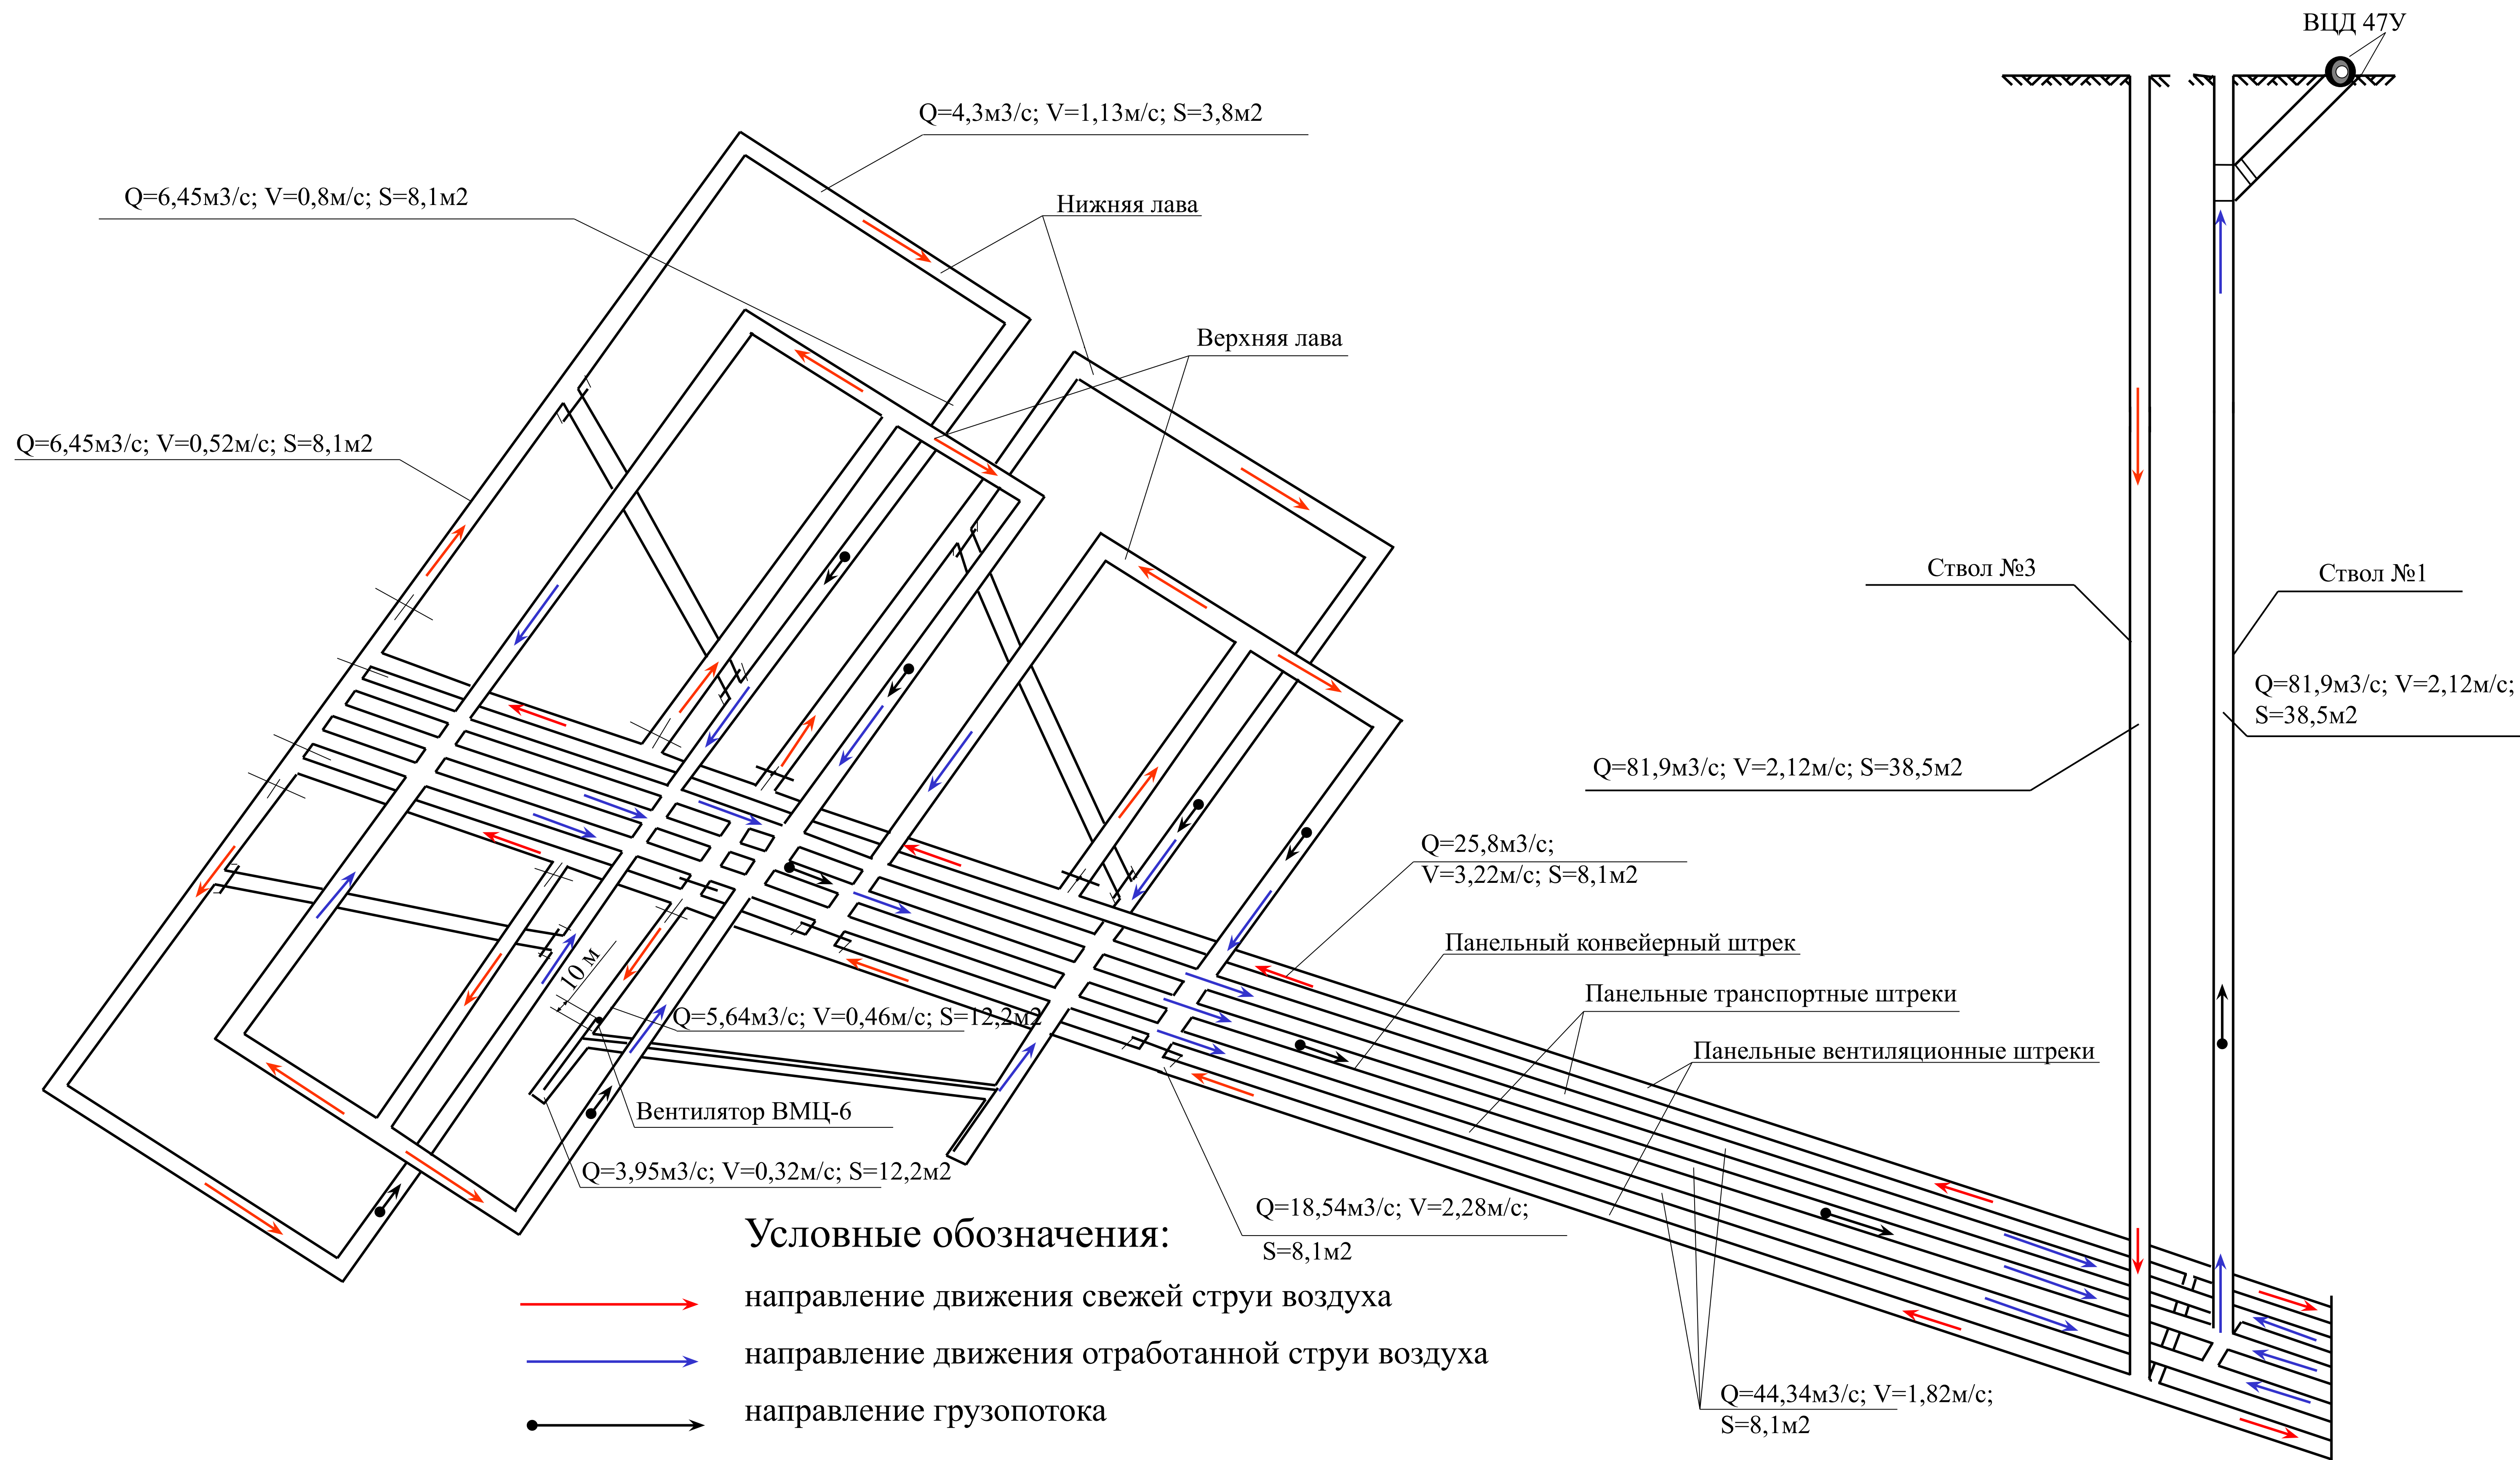 ВЦД 47У
Q=4,3м3/с; V=1,13м/с; S=3,8м2
Q=6,45м3/с; V=0,8м/с; S=8,1м2
Нижняя лава
Верхняя лава
Q=6,45м3/с; V=0,52м/с; S=8,1м2
Ствол №3
Ствол №1
Q=81,9м3/с; V=2,12м/с;
S=38,5м2
Q=81,9м3/с; V=2,12м/с; S=38,5м2
Q=25,8м3/с;
V=3,22м/с; S=8,1м2
Панельный конвейерный штрек
Панельные транспортные штреки
Панельные вентиляционные штреки
10 м
Q=5,64м3/с; V=0,46м/с; S=12,2м2
Вентилятор ВМЦ-6
Q=3,95м3/с; V=0,32м/с; S=12,2м2
Q=18,54м3/с; V=2,28м/с;
S=8,1м2
Условные обозначения:
направление движения свежей струи воздуха
направление движения отработанной струи воздуха
направление грузопотока
Q=44,34м3/с; V=1,82м/с;
S=8,1м2